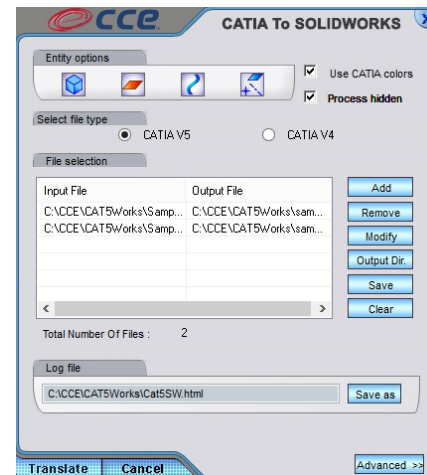 CCE
CATIA To SOLIDWORKS
Entity options
Use CATIA colors
Process hidden
Select file type
CATIA V5
CATIA V4
File selection
Input File Output File
Add
C:\CCE\CAT5Works\Samp... C:\CCE\CAT5Works\sam...
Remove
C:\CCE\CAT5Works\Samp... C:\CCE\CAT5Works\sam...
Modify
Output Dir.
Save
Clear
Total Number Of Files : 2
Log file
C:\CCE\CAT5Works\Cat5SW.html
Save as
Translate Cancel Advanced >>